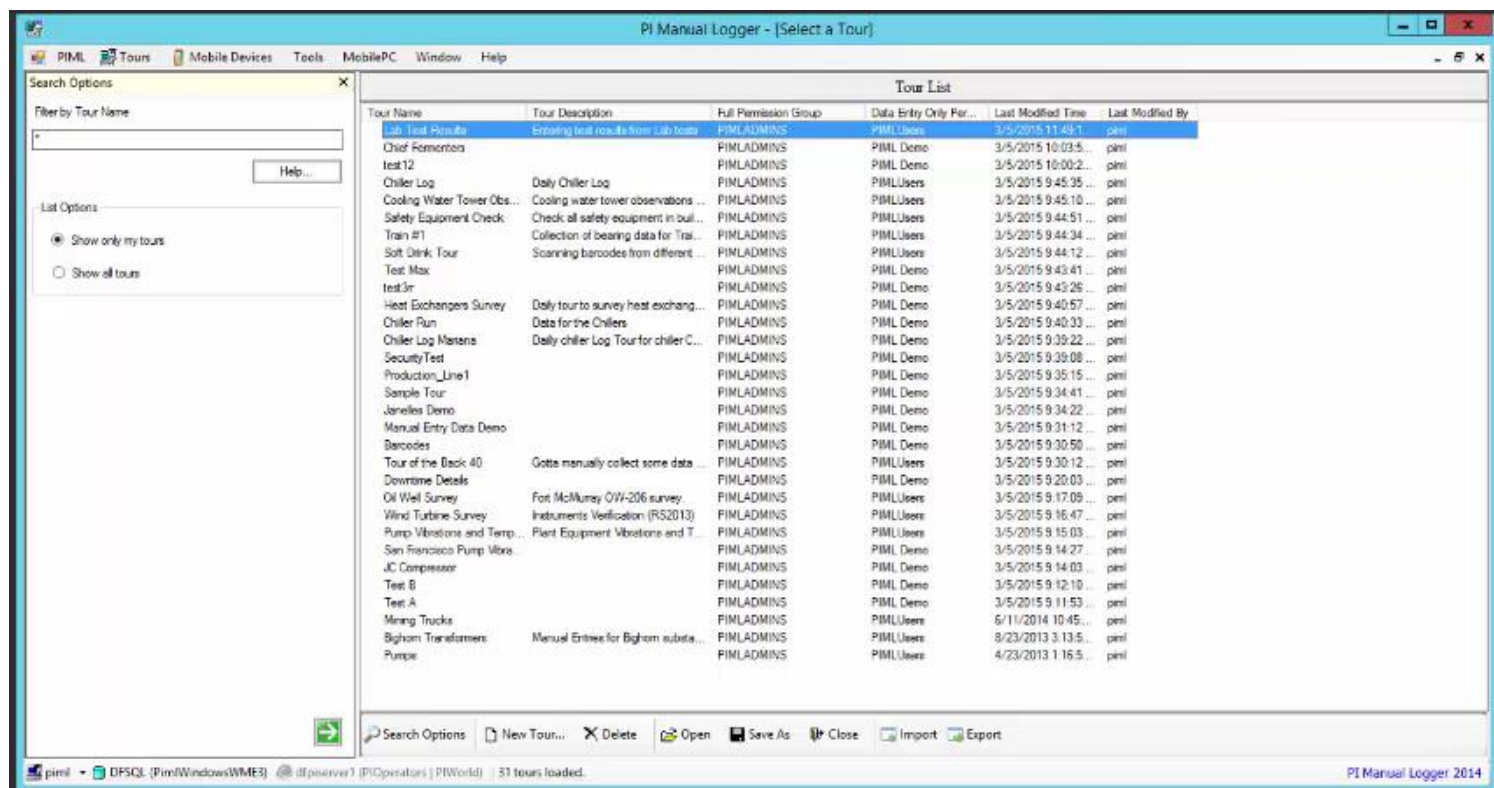 PI Manual Logger - [Select a Tour]
PIML Tours Mobile Devices Tools MobilePC Window Help
Search Options
Filter by Tour Name
*
Help...
List Options
Show only my tours
Show all tours
Tour List
Tour Name Tour Description Full Permission Group Data Entry Only Per... Last Modified Time Last Modified By
Lab Test Results Entering test results from Lab tests PIMLADMINS PIMLUsers 3/5/2015 11:49:1... piml
Chief Fermenters PIMLADMINS PIML Demo 3/5/2015 10:03:5... piml
test12 PIMLADMINS PIML Demo 3/5/2015 10:00:2... piml
Chiller Log Daily Chiller Log PIMLADMINS PIMLUsers 3/5/2015 9:45:35 ... piml
Cooling Water Tower Obs... Cooling water tower observations ... PIMLADMINS PIMLUsers 3/5/2015 9:45:10 ... piml
Safety Equipment Check Check all safety equipment in buil... PIMLADMINS PIMLUsers 3/5/2015 9:44:51 ... piml
Train #1 Collection of bearing data for Trai... PIMLADMINS PIMLUsers 3/5/2015 9:44:34 ... piml
Soft Drink Tour Scanning barcodes from different ... PIMLADMINS PIMLUsers 3/5/2015 9:44:12 ... piml
Test Max PIMLADMINS PIML Demo 3/5/2015 9:43:41 ... piml
test3rr PIMLADMINS PIML Demo 3/5/2015 9:43:26 ... piml
Heat Exchangers Survey Daily tour to survey heat exchang... PIMLADMINS PIML Demo 3/5/2015 9:40:57 ... piml
Chiller Run Data for the Chillers PIMLADMINS PIML Demo 3/5/2015 9:40:33 ... piml
Chiller Log Manana Daily chiller Log Tour for chiller C... PIMLADMINS PIML Demo 3/5/2015 9:39:22 ... piml
SecurityTest PIMLADMINS PIML Demo 3/5/2015 9:39:08 ... piml
Production_Line1 PIMLADMINS PIML Demo 3/5/2015 9:35:15 ... piml
Sample Tour PIMLADMINS PIML Demo 3/5/2015 9:34:41 ... piml
Janelles Demo PIMLADMINS PIML Demo 3/5/2015 9:34:22 ... piml
Manual Entry Data Demo PIMLADMINS PIML Demo 3/5/2015 9:31:12 ... piml
Barcodes PIMLADMINS PIML Demo 3/5/2015 9:30:50 ... piml
Tour of the Back 40 Gotta manually collect some data ... PIMLADMINS PIMLUsers 3/5/2015 9:30:12 ... piml
Downtime Details PIMLADMINS PIML Demo 3/5/2015 9:20:03 ... piml
Oil Well Survey Fort McMurray OW-206 survey. PIMLADMINS PIMLUsers 3/5/2015 9:17:09 ... piml
Wind Turbine Survey Instruments Verification (RS2013) PIMLADMINS PIMLUsers 3/5/2015 9:16:47 ... piml
Pump Vibrations and Temp... Plant Equipment Vibrations and T... PIMLADMINS PIMLUsers 3/5/2015 9:15:03 ... piml
San Francisco Pump Vibra... PIMLADMINS PIML Demo 3/5/2015 9:14:27 ... piml
JC Compressor PIMLADMINS PIML Demo 3/5/2015 9:14:03 ... piml
Test B PIMLADMINS PIML Demo 3/5/2015 9:12:10 ... piml
Test A PIMLADMINS PIML Demo 3/5/2015 9:11:53 ... piml
Mining Trucks PIMLADMINS PIMLUsers 6/11/2014 10:45:... piml
Bighorn Transformers Manual Entries for Bighorn substa... PIMLADMINS PIMLUsers 8/23/2013 3:13:5... piml
Pumps PIMLADMINS PIMLUsers 4/23/2013 1:16:5... piml
Search Options New Tour... Delete Open Save As Close Import Export
piml DFSQL (PimlWindowsWME3) (PIOperators | PIWorld) 31 tours loaded. PI Manual Logger 2014